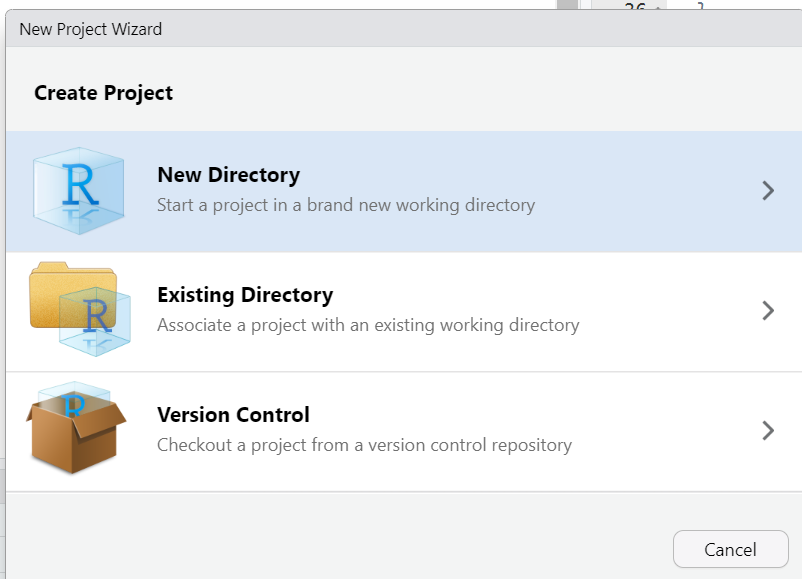 New Project Wizard
Create Project
R
New Directory
Start a project in a brand new working directory
R
Existing Directory
Associate a project with an existing working directory
R
Version Control
Checkout a project from a version control repository
Cancel